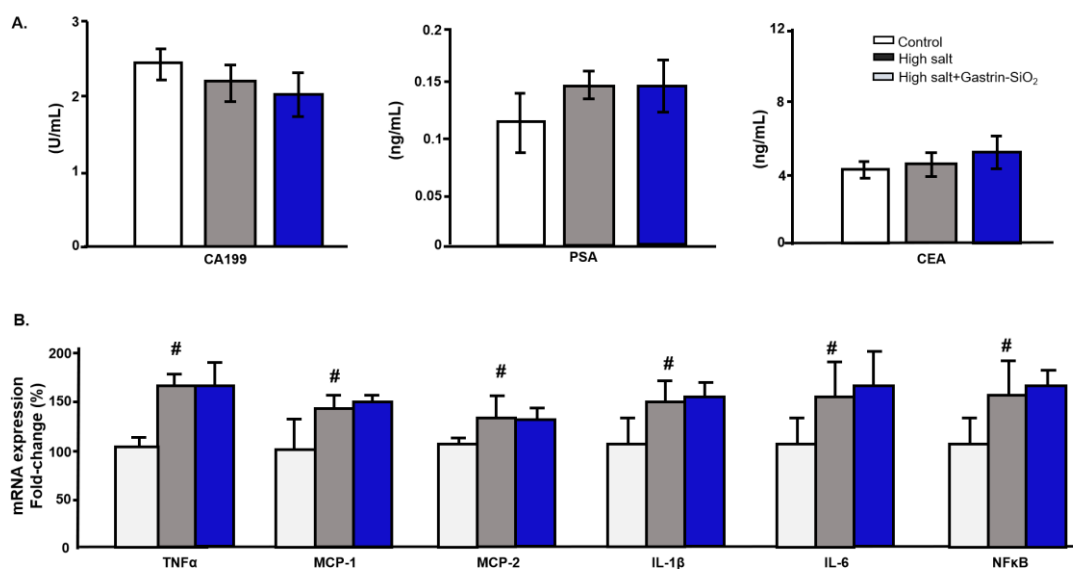 A.
3
2
1
0
(U/mL)
CA199
0.2
0.15
0.1
0.05
0
(ng/mL)
PSA
12
8
4
0
(ng/mL)
CEA
Control
High salt
High salt+Gastrin-SiO₂
B.
200
150
100
50
0
mRNA expression
Fold-change (%)
# # # # # #
TNFα MCP-1 MCP-2 IL-1β IL-6 NFκB